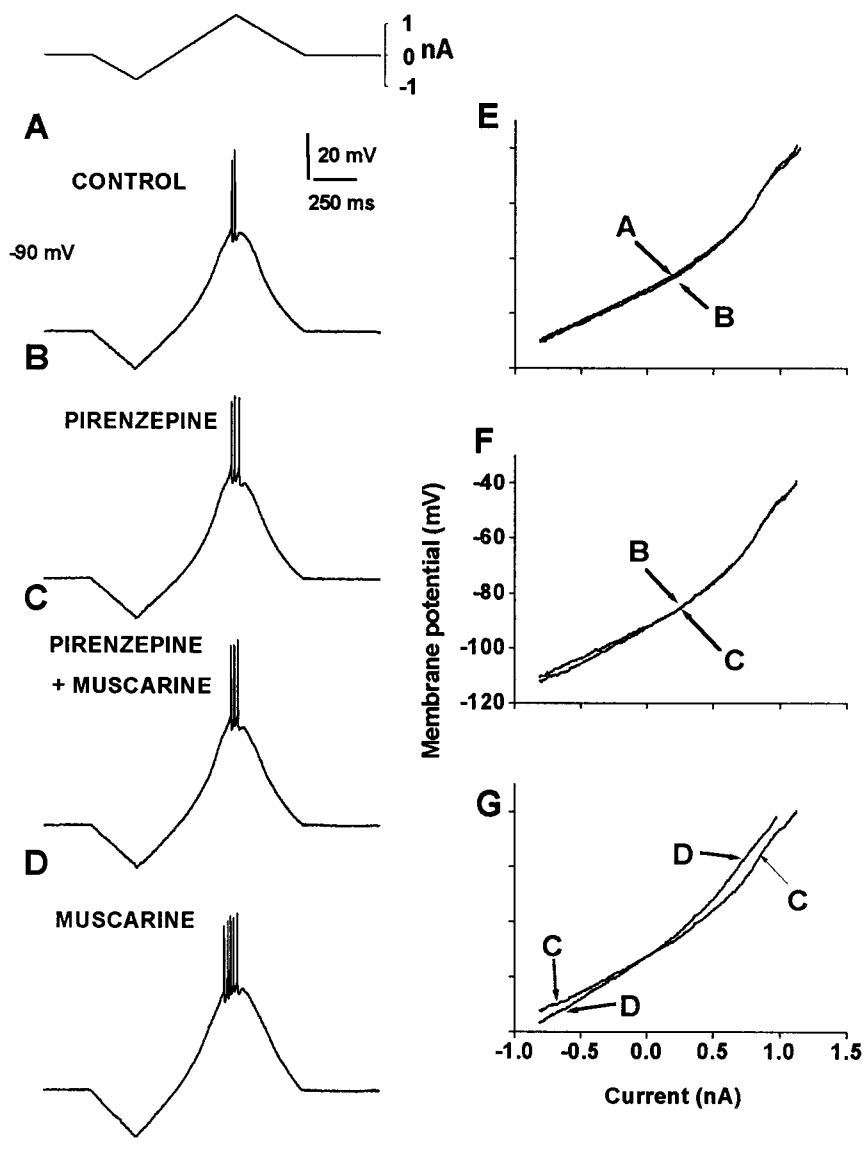 1
0 nA
-1
A
CONTROL
20 mV
250 ms
-90 mV
B
PIRENZEPINE
C
PIRENZEPINE
+ MUSCARINE
D
MUSCARINE
E
A
B
F
Membrane potential (mV)
-40
-60
-80
-100
-120
B
C
G
D
C
C
D
-1.0 -0.5 0.0 0.5 1.0 1.5
Current (nA)